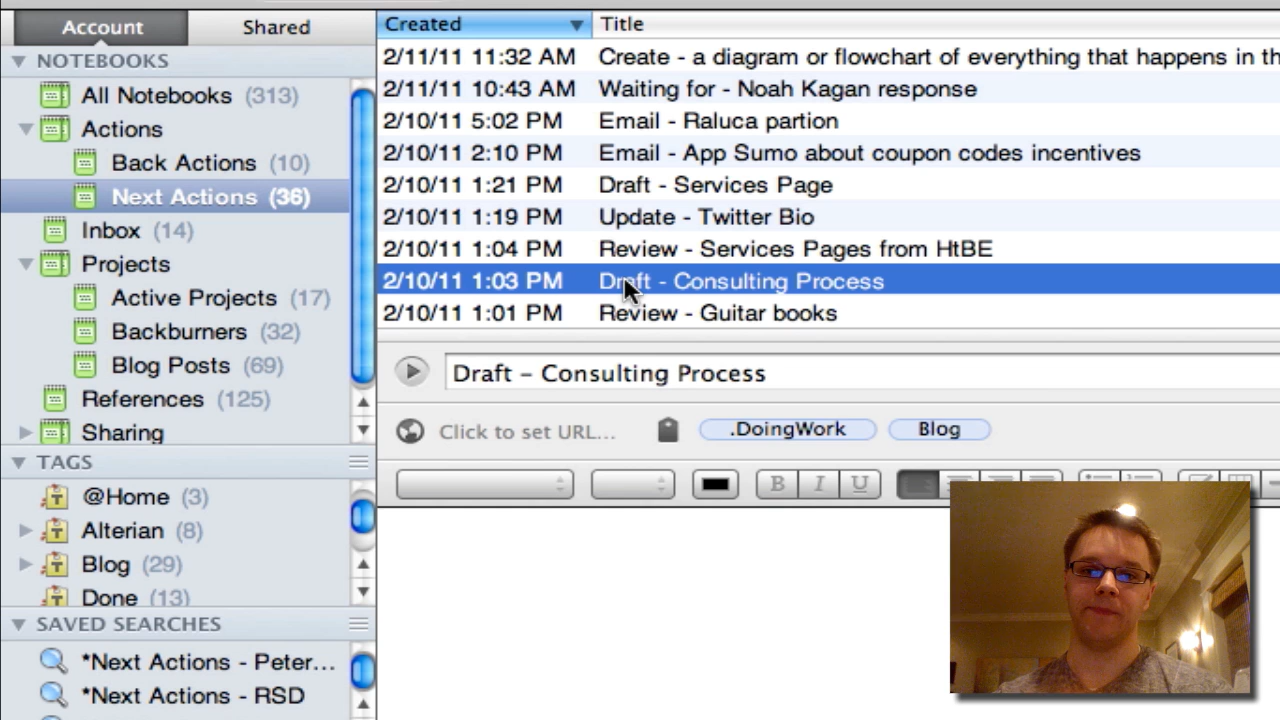 Account
Shared
NOTEBOOKS
All Notebooks (313)
Actions
Back Actions (10)
Next Actions (36)
Inbox (14)
Projects
Active Projects (17)
Backburners (32)
Blog Posts (69)
References (125)
Sharing
TAGS
@Home (3)
Alterian (8)
Blog (29)
Done (13)
SAVED SEARCHES
*Next Actions - Peter...
*Next Actions - RSD
Created Title
2/11/11 11:32 AM Create - a diagram or flowchart of everything that happens in
2/11/11 10:43 AM Waiting for - Noah Kagan response
2/10/11 5:02 PM Email - Raluca partion
2/10/11 2:10 PM Email - App Sumo about coupon codes incentives
2/10/11 1:21 PM Draft - Services Page
2/10/11 1:19 PM Update - Twitter Bio
2/10/11 1:04 PM Review - Services Pages from HtBE
2/10/11 1:03 PM Draft - Consulting Process
2/10/11 1:01 PM Review - Guitar books
Draft – Consulting Process
Click to set URL... .DoingWork Blog
B I U